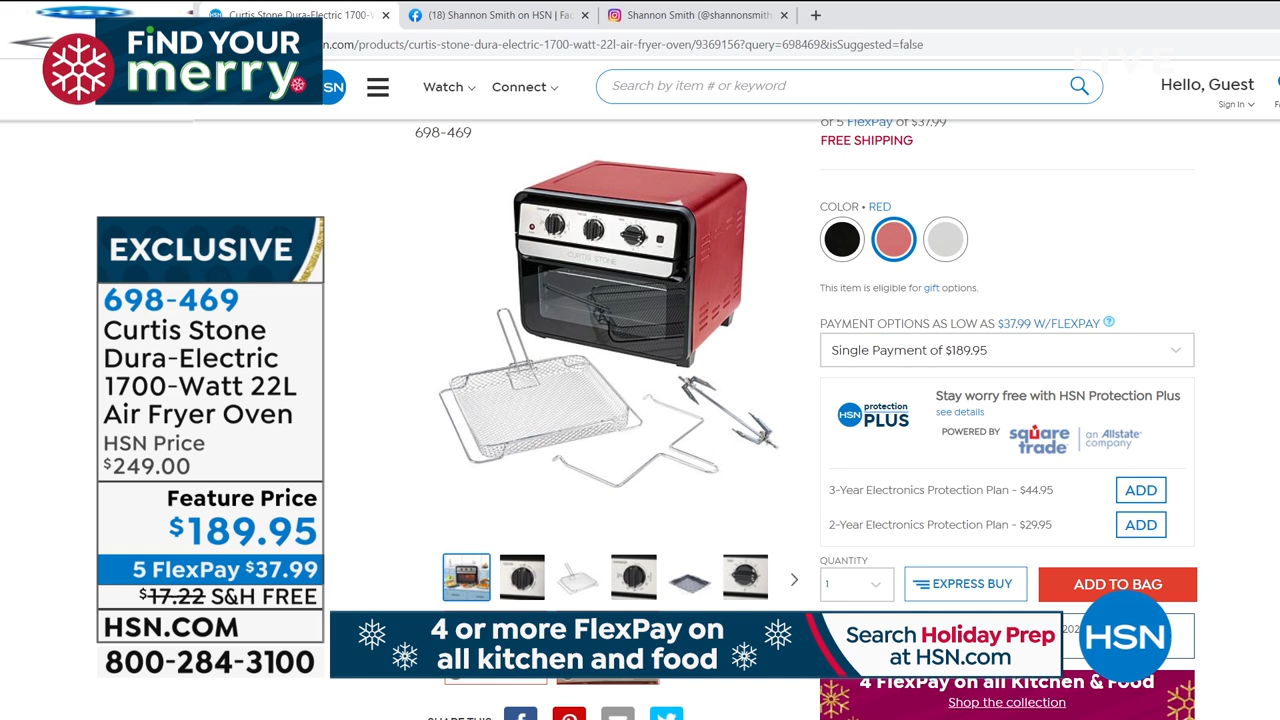 Curtis Stone Dura-Electric 1700-W
(18) Shannon Smith on HSN | Fac
Shannon Smith (@shannonsmith
FiND YOUR
merry
n.com/products/curtis-stone-dura-electric-1700-watt-22l-air-fryer-oven/9369156?query=698469&isSuggested=false
LIVE
HSN
Watch
Connect
Search by item # or keyword
Hello, Guest
Sign In
698-469
or 5 FlexPay of $37.99
FREE SHIPPING
COLOR • RED
This item is eligible for gift options.
PAYMENT OPTIONS AS LOW AS $37.99 W/FLEXPAY ?
Single Payment of $189.95
HSN protection PLUS
Stay worry free with HSN Protection Plus
see details
POWERED BY
square trade
an Allstate company
3-Year Electronics Protection Plan - $44.95
ADD
2-Year Electronics Protection Plan - $29.95
ADD
QUANTITY
1
EXPRESS BUY
ADD TO BAG
CURTIS STONE
EXCLUSIVE
698-469
Curtis Stone
Dura-Electric
1700-Watt 22L
Air Fryer Oven
HSN Price
$249.00
Feature Price
$189.95
5 FlexPay $37.99
$17.22 S&H FREE
HSN.COM
800-284-3100
4 or more FlexPay on
all kitchen and food
Search Holiday Prep
at HSN.com
HSN
4 FlexPay on all Kitchen & Food
Shop the collection
SHARE THIS